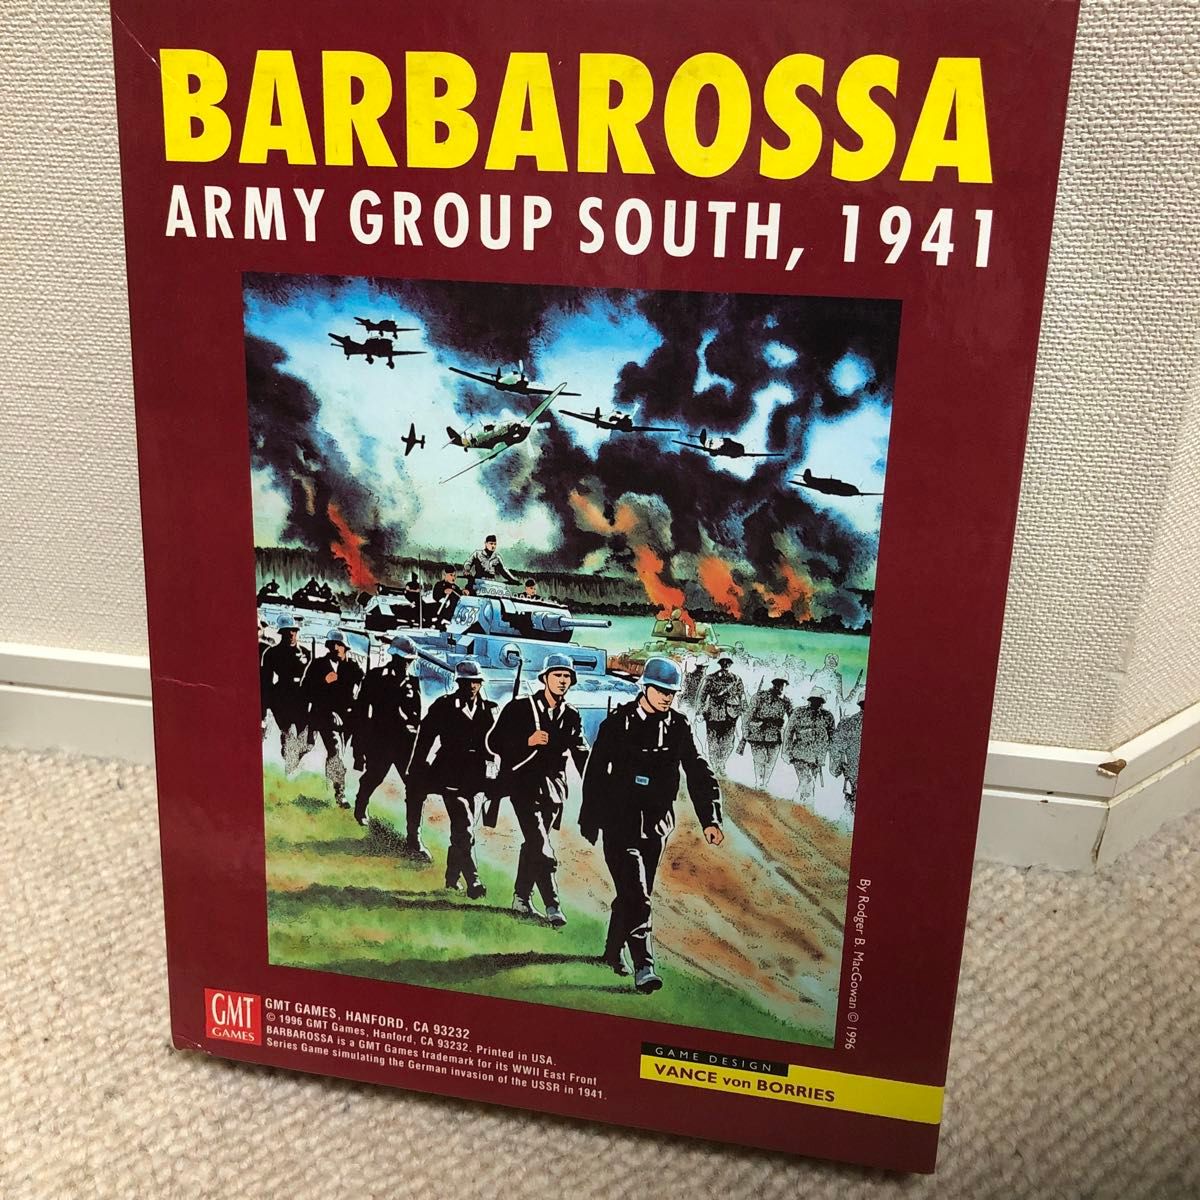 BARBAROSSA
ARMY GROUP SOUTH, 1941
433
By Rodger B. MacGowan © 1996
GMT
GAMES
GMT GAMES, HANFORD, CA 93232
© 1996 GMT Games, Hanford, CA 93232. Printed in USA.
BARBAROSSA is a GMT Games trademark for its WWII East Front
Series Game simulating the German invasion of the USSR in 1941.
GAME DESIGN
VANCE von BORRIES